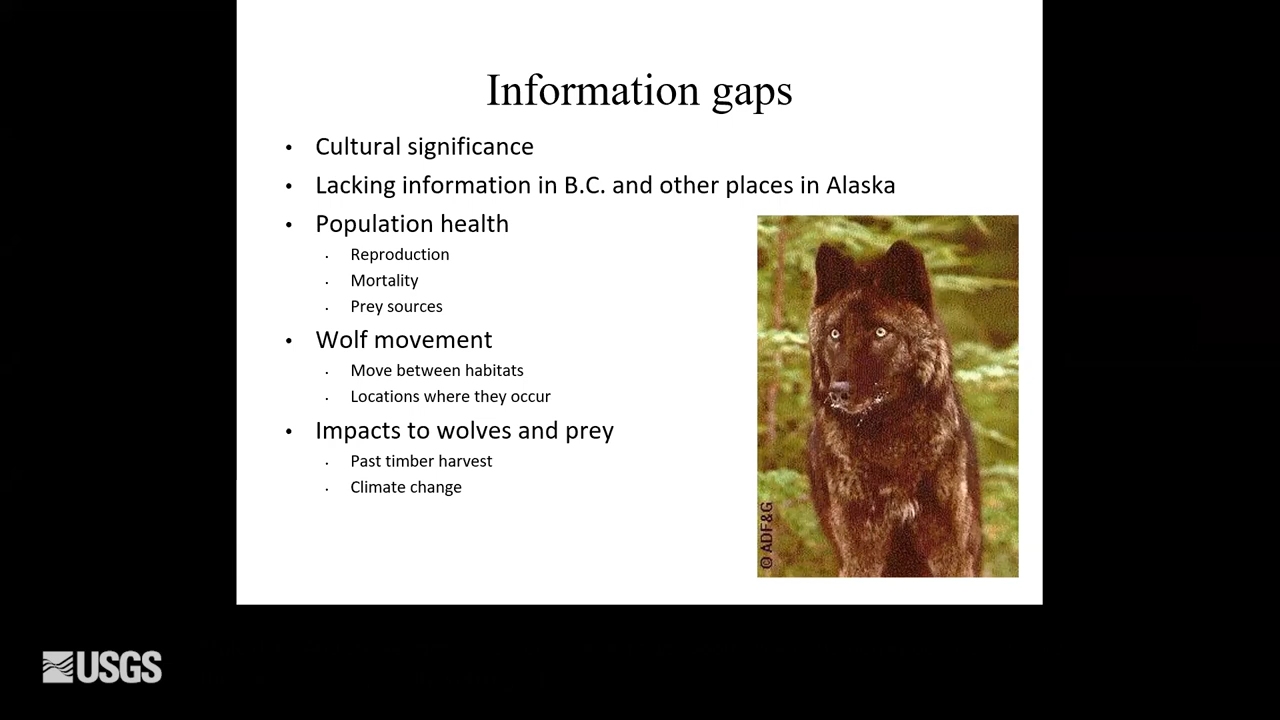 Information gaps
• Cultural significance
• Lacking information in B.C. and other places in Alaska
• Population health
• Reproduction
• Mortality
• Prey sources
• Wolf movement
• Move between habitats
• Locations where they occur
• Impacts to wolves and prey
• Past timber harvest
• Climate change
© ADF&G
USGS